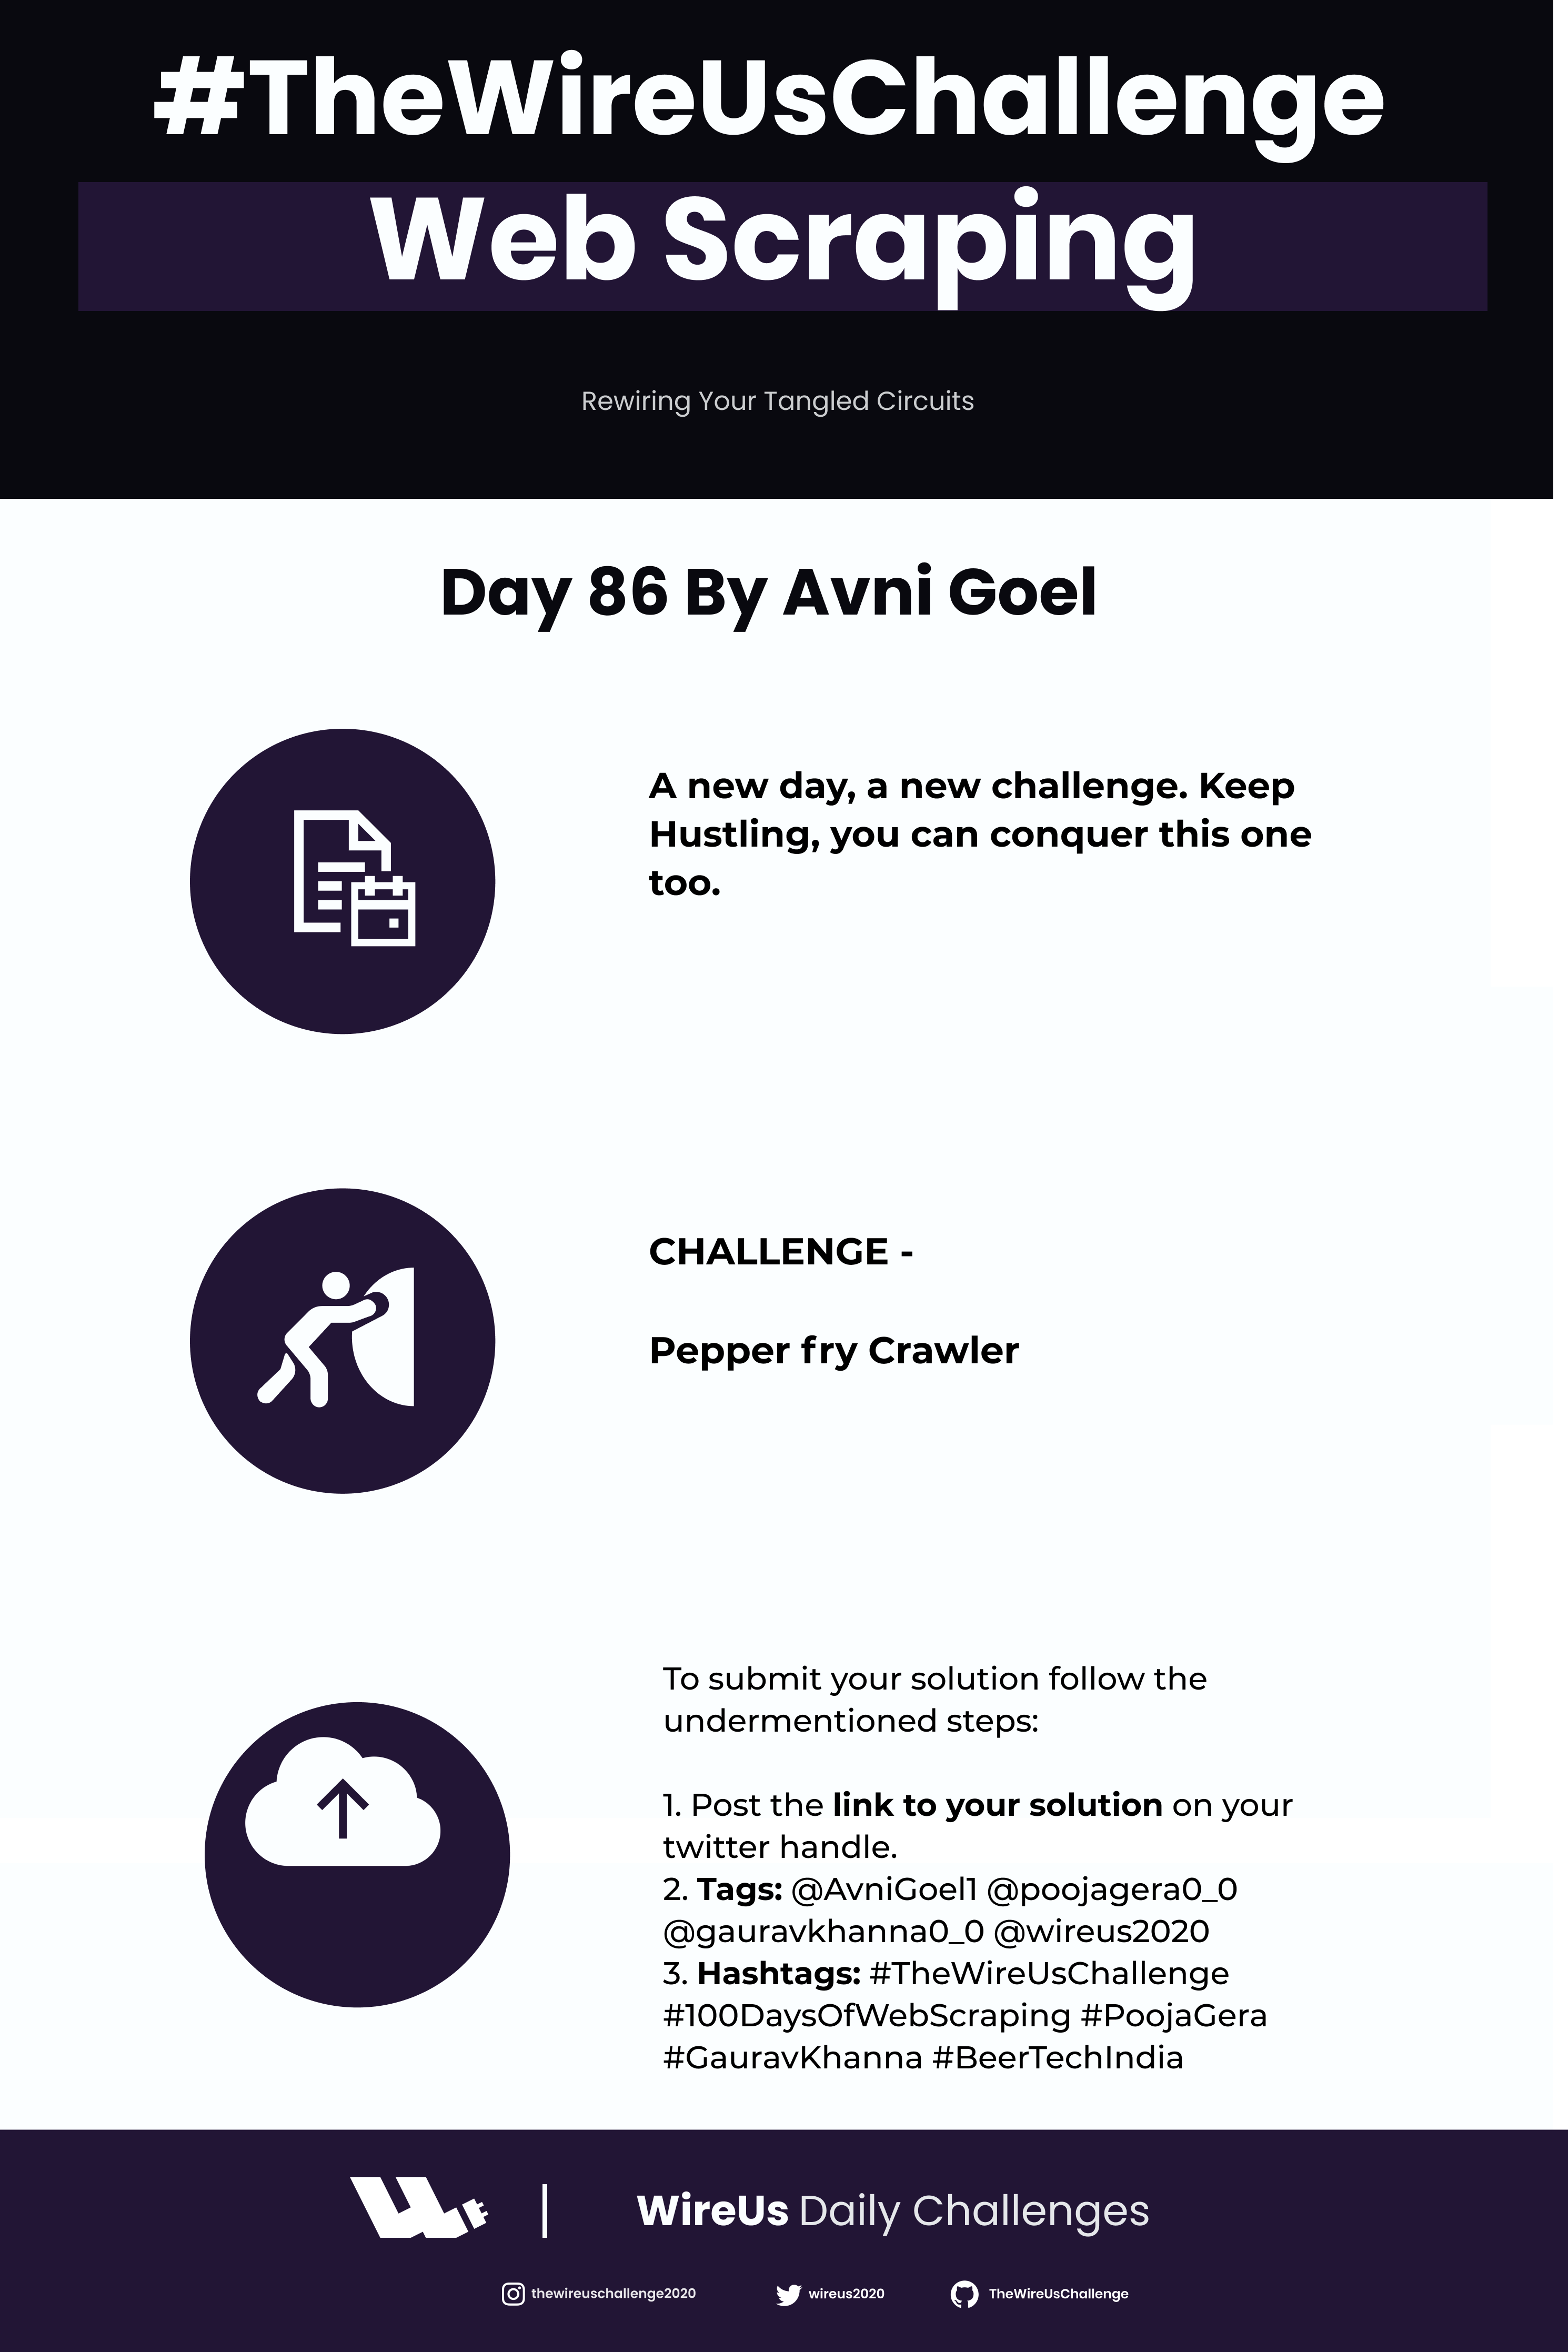 #TheWireUsChallenge
Web Scraping
Rewiring Your Tangled Circuits
Day 86 By Avni Goel
A new day, a new challenge. Keep
Hustling, you can conquer this one
too.
CHALLENGE -
Pepper fry Crawler
To submit your solution follow the
undermentioned steps:
1. Post the link to your solution on your
twitter handle.
2. Tags: @AvniGoel1 @poojagera0_0
@gauravkhanna0_0 @wireus2020
3. Hashtags: #TheWireUsChallenge
#100DaysOfWebScraping #PoojaGera
#GauravKhanna #BeerTechIndia
WireUs Daily Challenges
thewireuschallenge2020 wireus2020 TheWireUsChallenge